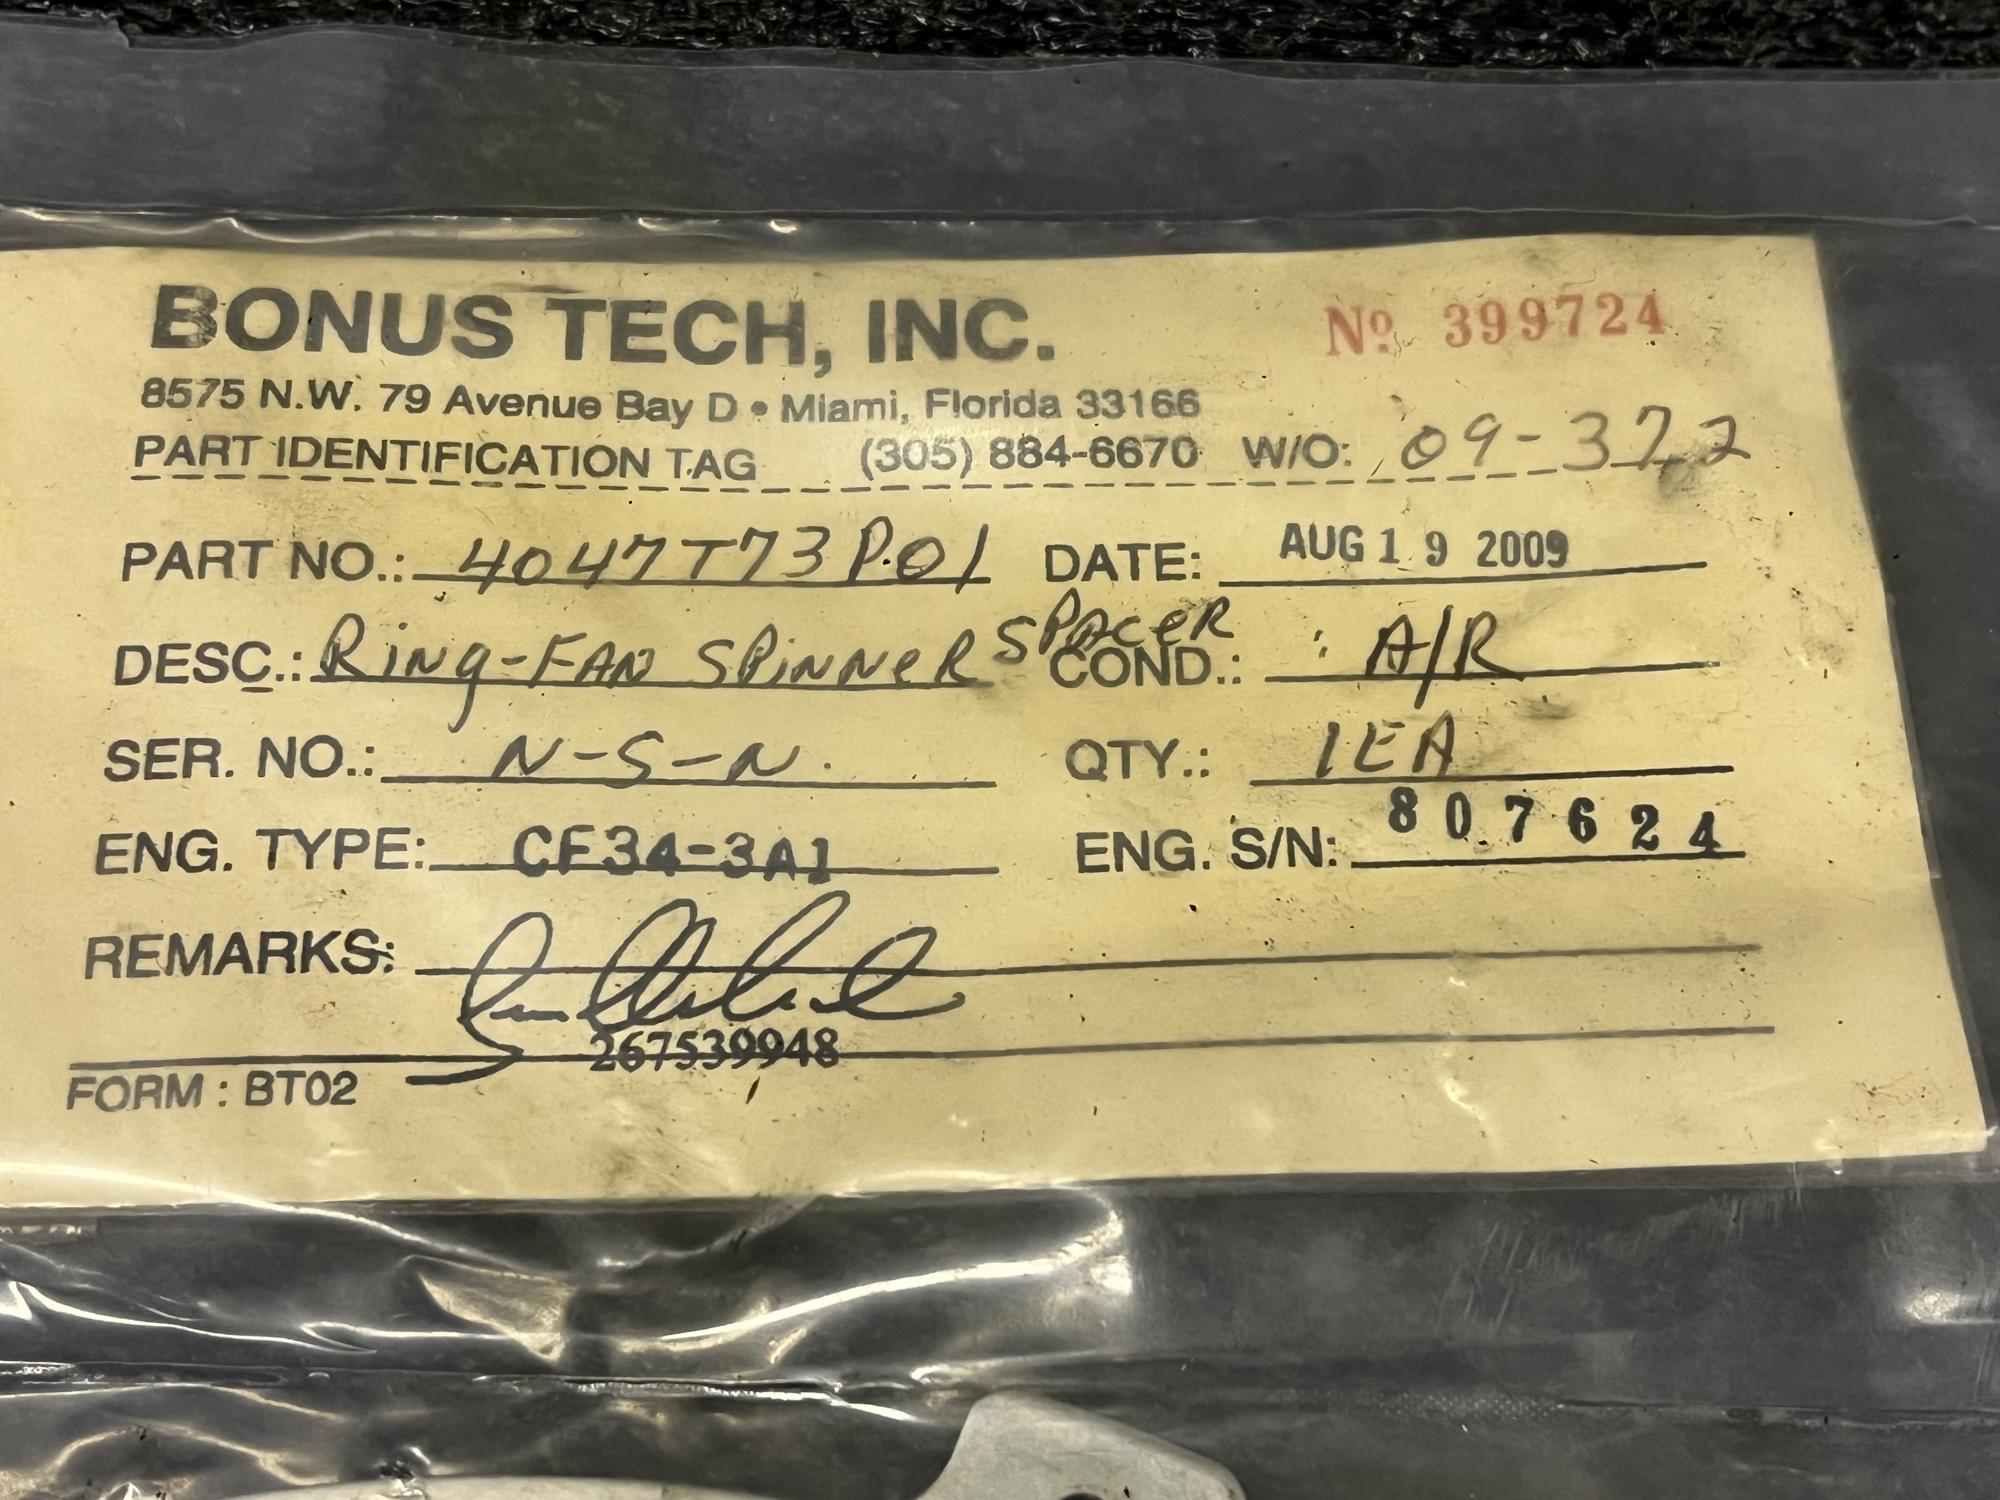 BONUS TECH, INC. Nº 399724
8575 N.W. 79 Avenue Bay D • Miami, Florida 33166
PART IDENTIFICATION TAG (305) 884-6670 W/O: 09-372
PART NO.: 4047T73P01 DATE: AUG 19 2009
DESC.: Ring-FAN SPinneR SPACeR COND.: A/R
SER. NO.: N-S-N. QTY.: 1EA
ENG. TYPE: CF34-3A1 ENG. S/N: 807624
REMARKS:
267539948
FORM : BT02